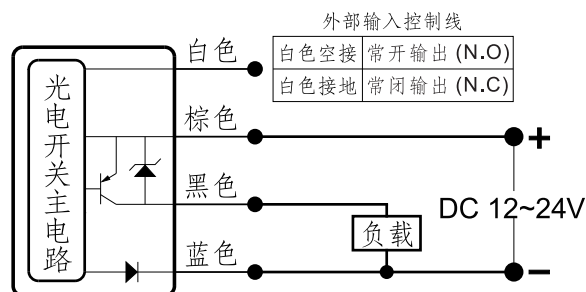 外部输入控制线
白色
白色空接 常开输出 (N.O)
白色接地 常闭输出 (N.C)
光电开关主电路
棕色
+
黑色
DC 12~24V
负载
蓝色
−